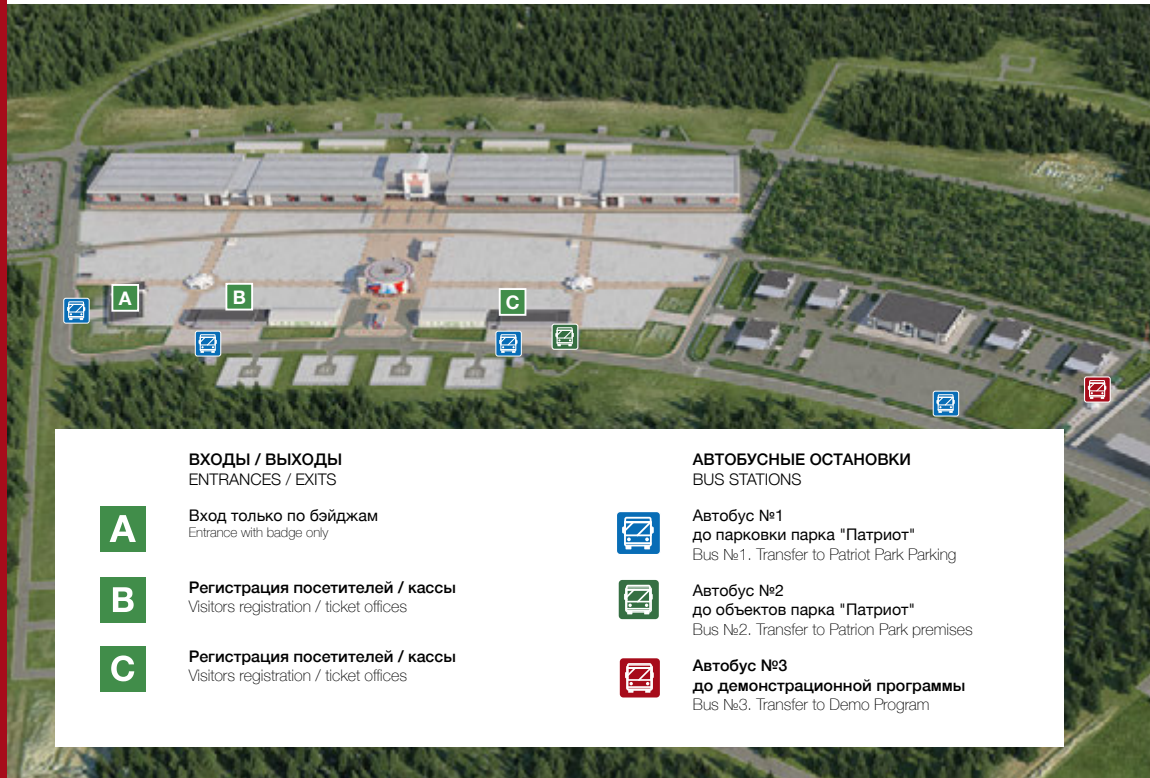 A
B
C
ВХОДЫ / ВЫХОДЫ
ENTRANCES / EXITS
A
Вход только по бэйджам
Entrance with badge only
B
Регистрация посетителей / кассы
Visitors registration / ticket offices
C
Регистрация посетителей / кассы
Visitors registration / ticket offices
АВТОБУСНЫЕ ОСТАНОВКИ
BUS STATIONS
Автобус №1
до парковки парка "Патриот"
Bus №1. Transfer to Patriot Park Parking
Автобус №2
до объектов парка "Патриот"
Bus №2. Transfer to Patrion Park premises
Автобус №3
до демонстрационной программы
Bus №3. Transfer to Demo Program